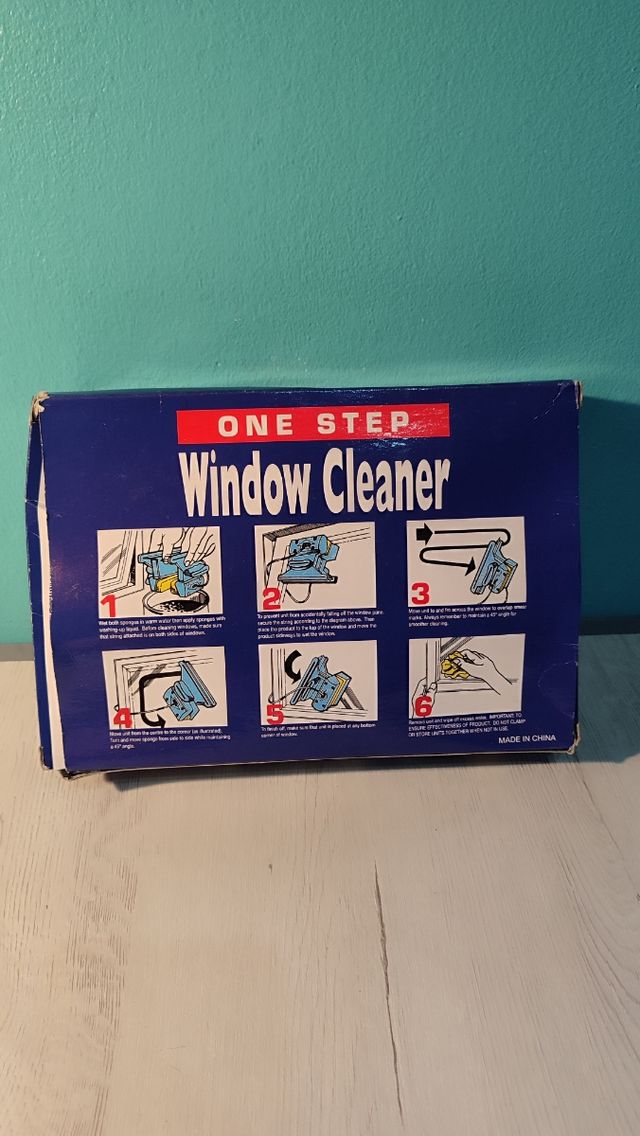 ONE STEP
Window Cleaner
1
Wet both sponges in warm water then apply sponges with
washing-up liquid. Before cleaning windows, make sure
that string attached is on both sides of windows.
2
To prevent unit from accidentally falling off the window pane
secure the string according to the diagram above. Then
place the product to the top of the window and move the
product sideways to wet the window.
3
Move unit to and fro across the window to overlap
marks. Always remember to maintain a 45° angle for
smoother cleaning.
4
Move unit from the centre to the corner (as illustrated).
Turn and move sponge from side to side while maintaining
a 45° angle.
5
To finish off, make sure that unit is placed at any bottom
corner of window.
6
Remove unit and wipe off excess water. IMPORTANT: TO
ENSURE EFFECTIVENESS OF PRODUCT, DO NOT CLAMP
OR STORE UNITS TOGETHER WHEN NOT IN USE.
MADE IN CHINA